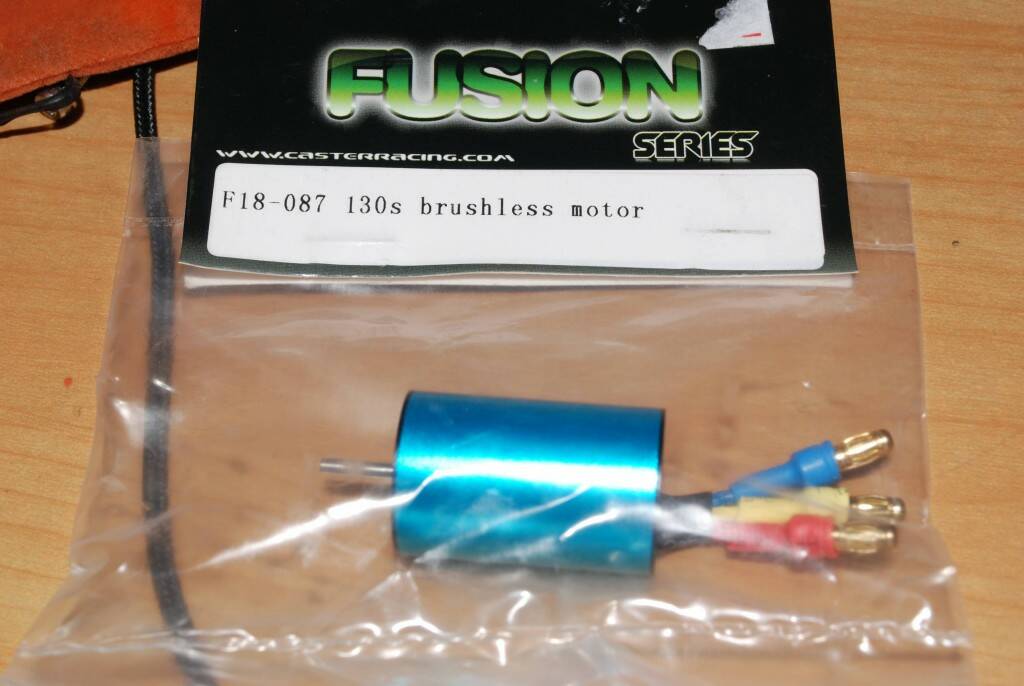 FUSION
SERIES
www.casterracing.com
F18-087 130s brushless motor